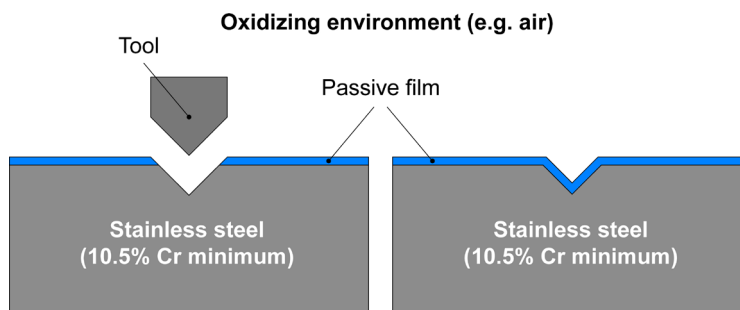 Oxidizing environment (e.g. air)
Tool
Passive film
Stainless steel
(10.5% Cr minimum)
Stainless steel
(10.5% Cr minimum)